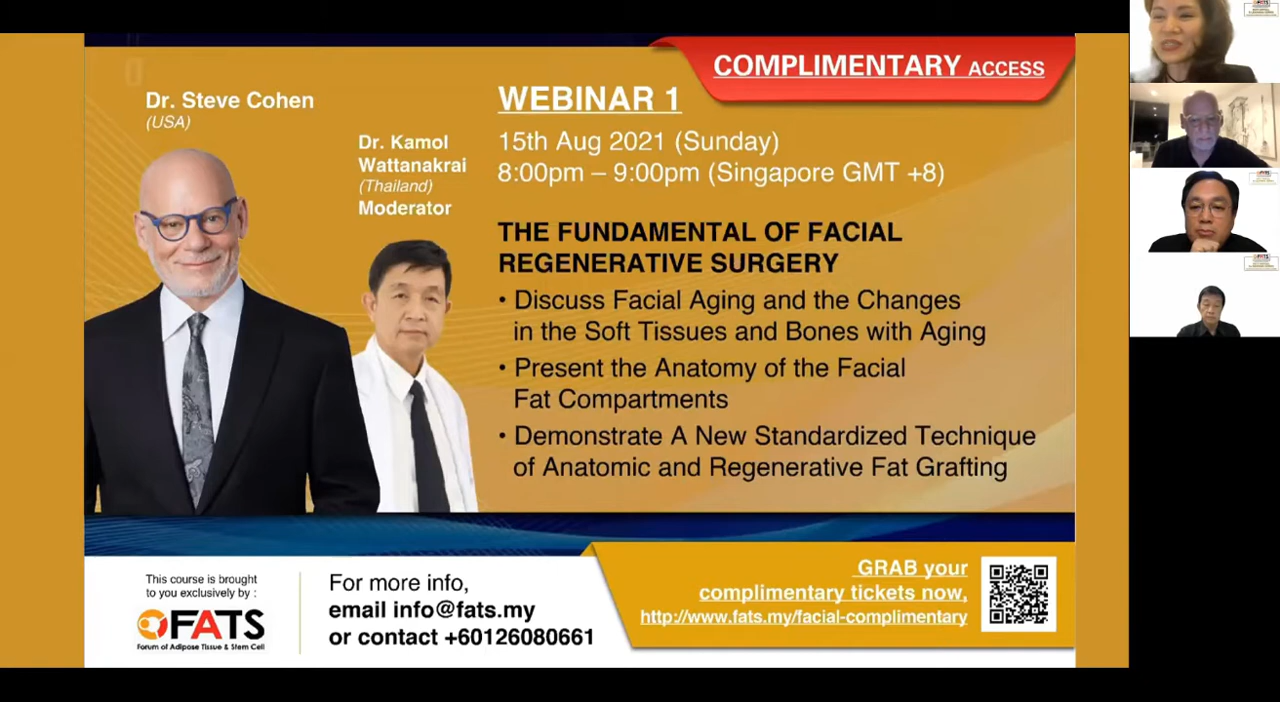 COMPLIMENTARY ACCESS
Dr. Steve Cohen
(USA)
Dr. Kamol
Wattanakrai
(Thailand)
Moderator
WEBINAR 1
15th Aug 2021 (Sunday)
8:00pm – 9:00pm (Singapore GMT +8)
THE FUNDAMENTAL OF FACIAL
REGENERATIVE SURGERY
• Discuss Facial Aging and the Changes
in the Soft Tissues and Bones with Aging
• Present the Anatomy of the Facial
Fat Compartments
• Demonstrate A New Standardized Technique
of Anatomic and Regenerative Fat Grafting
This course is brought
to you exclusively by :
FATS
Forum of Adipose Tissue & Stem Cell
For more info,
email info@fats.my
or contact +60126080661
GRAB your
complimentary tickets now,
http://www.fats.my/facial-complimentary